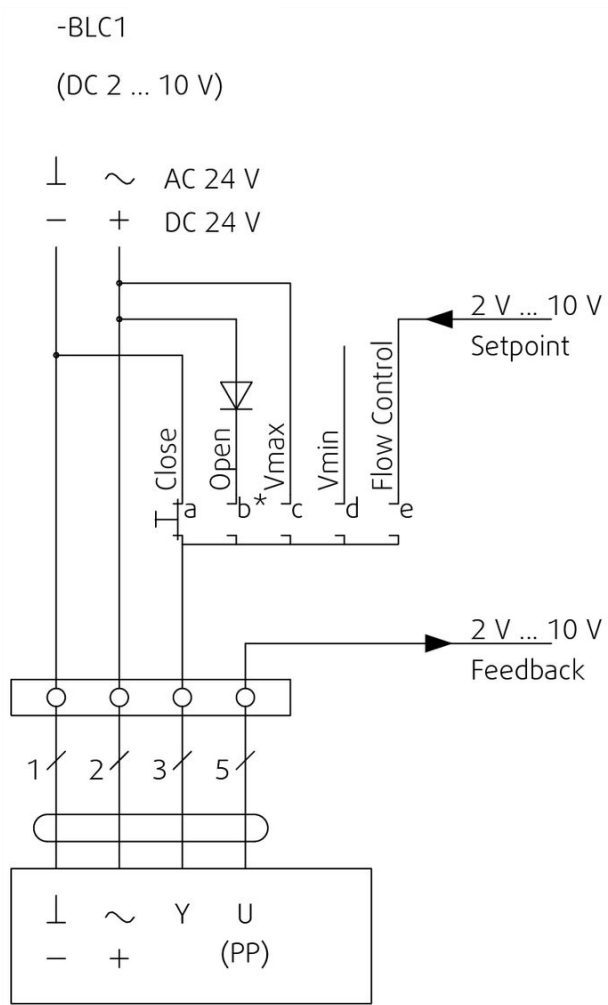 -BLC1
(DC 2 ... 10 V)
⊥ ~ AC 24 V
− + DC 24 V
2 V ... 10 V
Setpoint
Close
Open
Vmax
Vmin
Flow Control
a b* c d e
2 V ... 10 V
Feedback
1 2 3 5
⊥ ~ Y U
− + (PP)